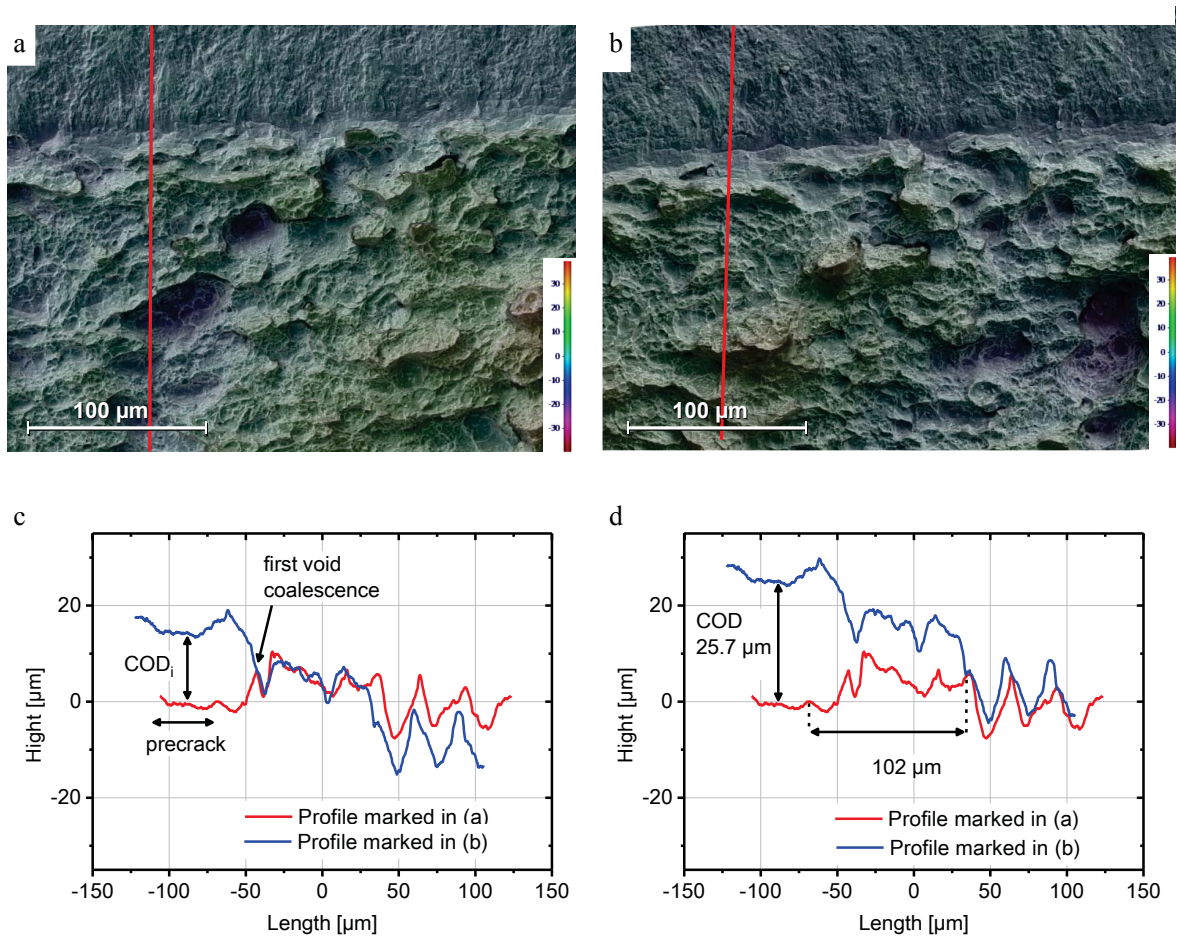 a
30
20
10
0
-10
-20
-30
100 µm
b
30
20
10
0
-10
-20
-30
100 µm
c
20
0
-20
Hight [µm]
first void
coalescence
COD i
precrack
Profile marked in (a)
Profile marked in (b)
-150 -100 -50 0 50 100 150
Length [µm]
d
20
0
-20
Hight [µm]
COD
25.7 µm
102 µm
Profile marked in (a)
Profile marked in (b)
-150 -100 -50 0 50 100 150
Length [µm]